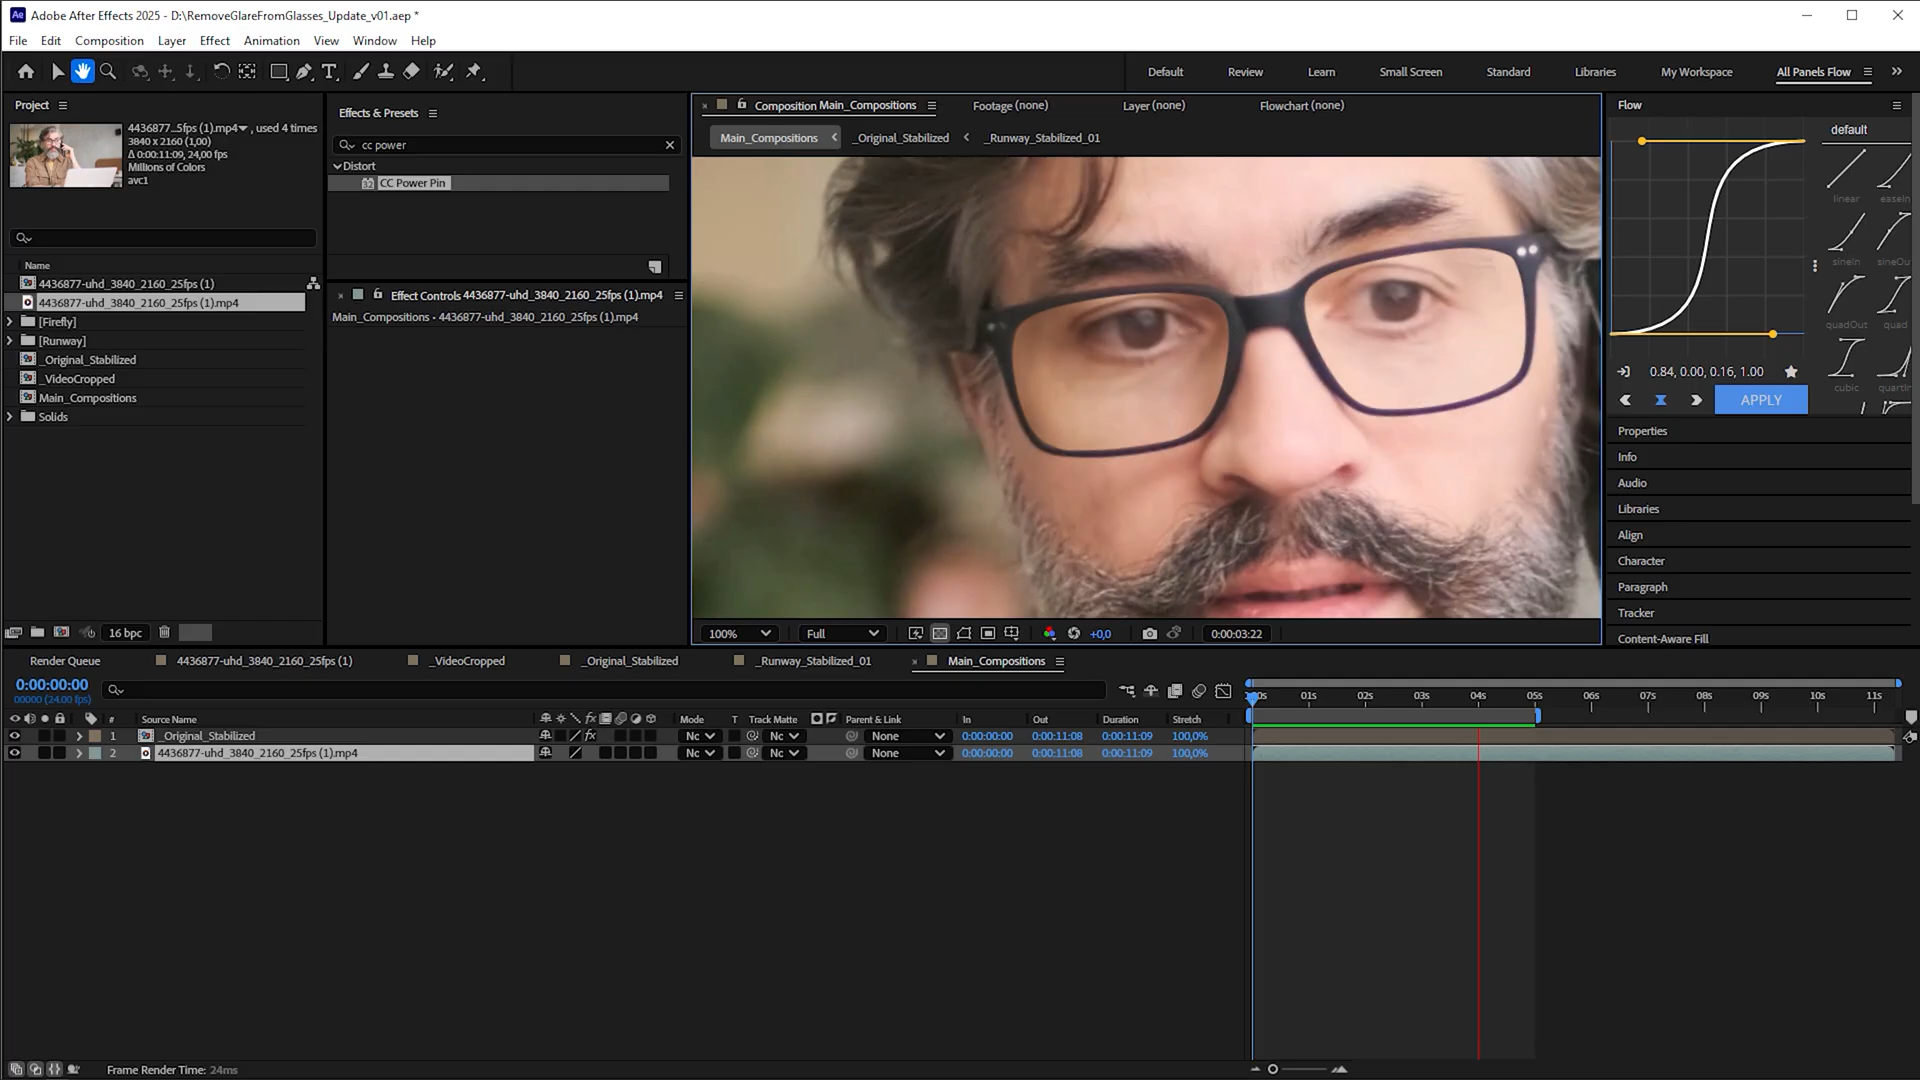 Adobe After Effects 2025 - D:\RemoveGlareFromGlasses_Update_v01.aep *
File Edit Composition Layer Effect Animation View Window Help
Default Review Learn Small Screen Standard Libraries My Workspace All Panels Flow
Project
4436877...5fps (1).mp4, used 4 times
3840 x 2160 (1,00)
Δ 0:00:11:09, 24,00 fps
Millions of Colors
avc1
Name
4436877-uhd_3840_2160_25fps (1)
4436877-uhd_3840_2160_25fps (1).mp4
[Firefly]
[Runway]
_Original_Stabilized
_VideoCropped
Main_Compositions
Solids
16 bpc
Effects & Presets
cc power
Distort
32 CC Power Pin
Effect Controls 4436877-uhd_3840_2160_25fps (1).mp4
Main_Compositions · 4436877-uhd_3840_2160_25fps (1).mp4
Composition Main_Compositions Footage (none) Layer (none) Flowchart (none)
Main_Compositions _Original_Stabilized _Runway_Stabilized_01
100% Full +0,0 0:00:03:22
Flow
default
linear easeIn
sineIn sineOu
quadOut quad
cubic quartIn
0.84, 0.00, 0.16, 1.00
APPLY
Properties
Info
Audio
Libraries
Align
Character
Paragraph
Tracker
Content-Aware Fill
Render Queue 4436877-uhd_3840_2160_25fps (1) _VideoCropped _Original_Stabilized _Runway_Stabilized_01 Main_Compositions
0:00:00:00
00000 (24.00 fps)
# Source Name Mode T Track Matte Parent & Link In Out Duration Stretch
1 _Original_Stabilized Nc Nc None 0:00:00:00 0:00:11:08 0:00:11:09 100,0%
2 4436877-uhd_3840_2160_25fps (1).mp4 Nc Nc None 0:00:00:00 0:00:11:08 0:00:11:09 100,0%
01s 02s 03s 04s 05s 06s 07s 08s 09s 10s 11s
Frame Render Time: 24ms